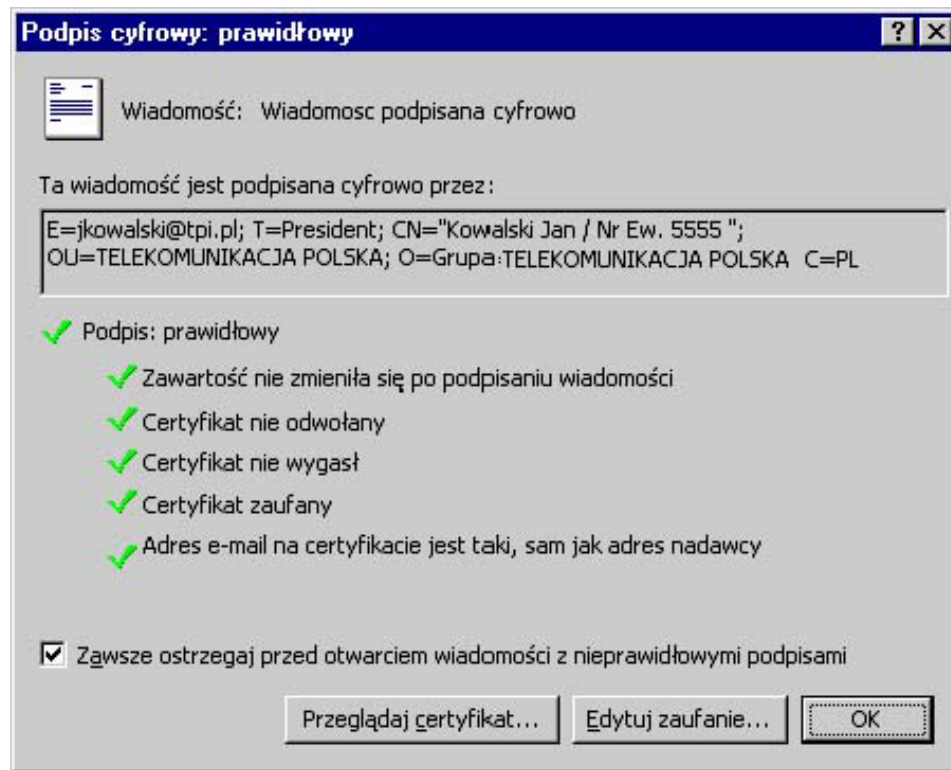 Podpis cyfrowy: prawidłowy
Wiadomość: Wiadomosc podpisana cyfrowo
Ta wiadomość jest podpisana cyfrowo przez:
E=jkowalski@tpi.pl; T=President; CN="Kowalski Jan / Nr Ew. 5555 ";
OU=TELEKOMUNIKACJA POLSKA; O=Grupa:TELEKOMUNIKACJA POLSKA C=PL
Podpis: prawidłowy
Zawartość nie zmieniła się po podpisaniu wiadomości
Certyfikat nie odwołany
Certyfikat nie wygasł
Certyfikat zaufany
Adres e-mail na certyfikacie jest taki, sam jak adres nadawcy
Zawsze ostrzegaj przed otwarciem wiadomości z nieprawidłowymi podpisami
Przeglądaj certyfikat... Edytuj zaufanie... OK